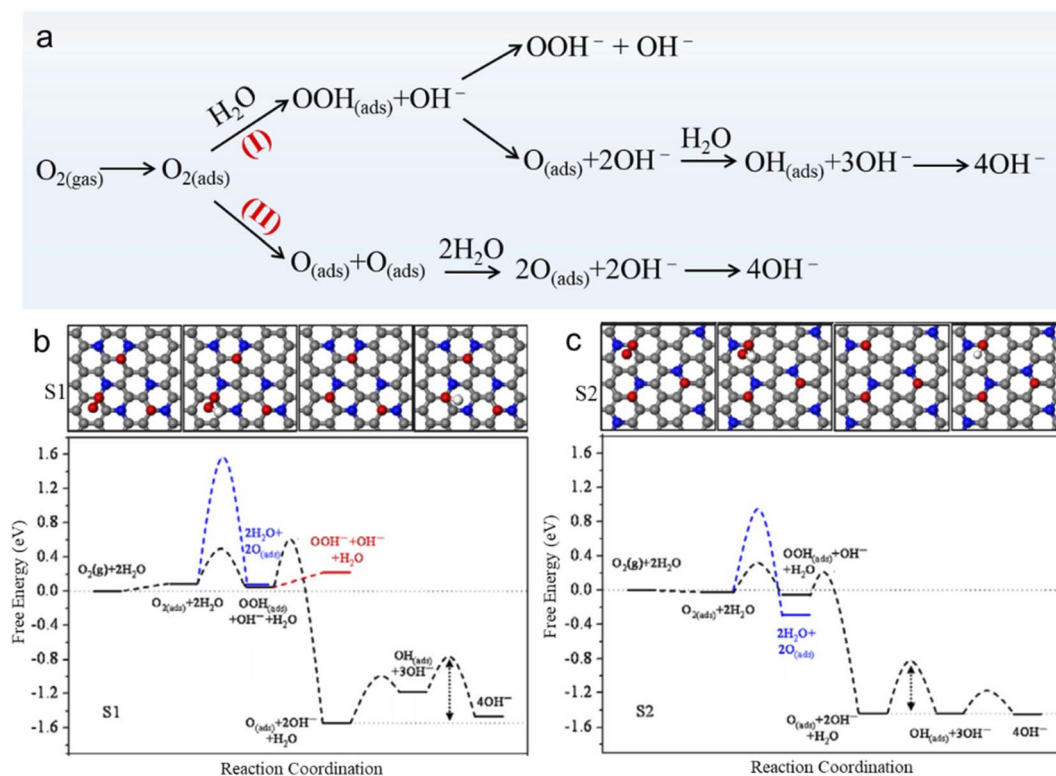 a
OOH⁻ + OH⁻
H₂O
OOH(ads)+OH⁻
(I)
H₂O
O₂(gas) → O₂(ads)
O(ads)+2OH⁻ → OH(ads)+3OH⁻ → 4OH⁻
(II)
2H₂O
O(ads)+O(ads) → 2O(ads)+2OH⁻ → 4OH⁻
b
S1
1.6
1.2
0.8
0.4
0.0
-0.4
-0.8
-1.2
-1.6
Free Energy (eV)
O₂(g)+2H₂O
O₂(ads)+2H₂O
2H₂O+
2O(ads)
OOH(ads)
+OH⁻+H₂O
OOH⁻+OH⁻
+H₂O
O(ads)+2OH⁻
+H₂O
OH(ads)
+3OH⁻
4OH⁻
S1
Reaction Coordination
c
S2
1.6
1.2
0.8
0.4
0.0
-0.4
-0.8
-1.2
-1.6
Free Energy (eV)
O₂(g)+2H₂O
O₂(ads)+2H₂O
OOH(ads)+OH⁻
+H₂O
2H₂O+
2O(ads)
O(ads)+2OH⁻
+H₂O
OH(ads)+3OH⁻
4OH⁻
S2
Reaction Coordination